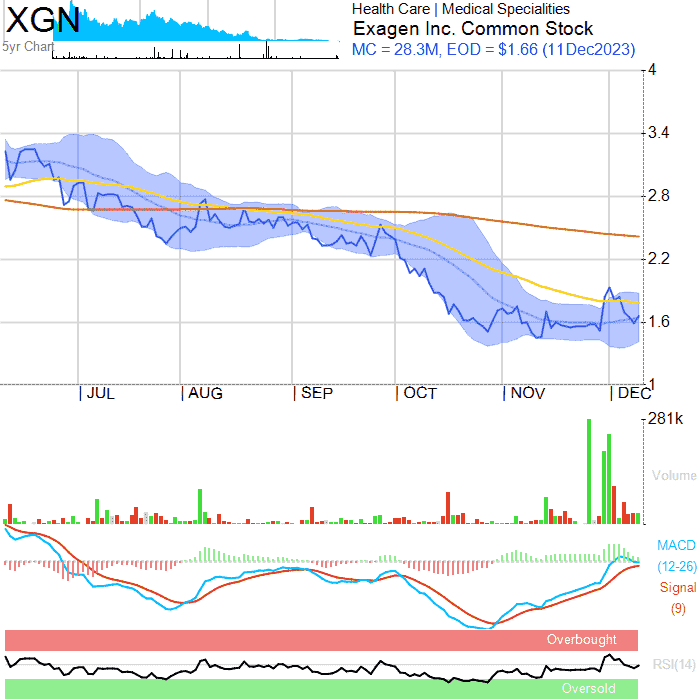 XGN
5yr Chart
Health Care | Medical Specialities
Exagen Inc. Common Stock
MC = 28.3M, EOD = $1.66 (11Dec2023)
4
3.4
2.8
2.2
1.6
1
JUL
AUG
SEP
OCT
NOV
DEC
281k
Volume
MACD
(12-26)
Signal
(9)
Overbought
RSI(14)
Oversold